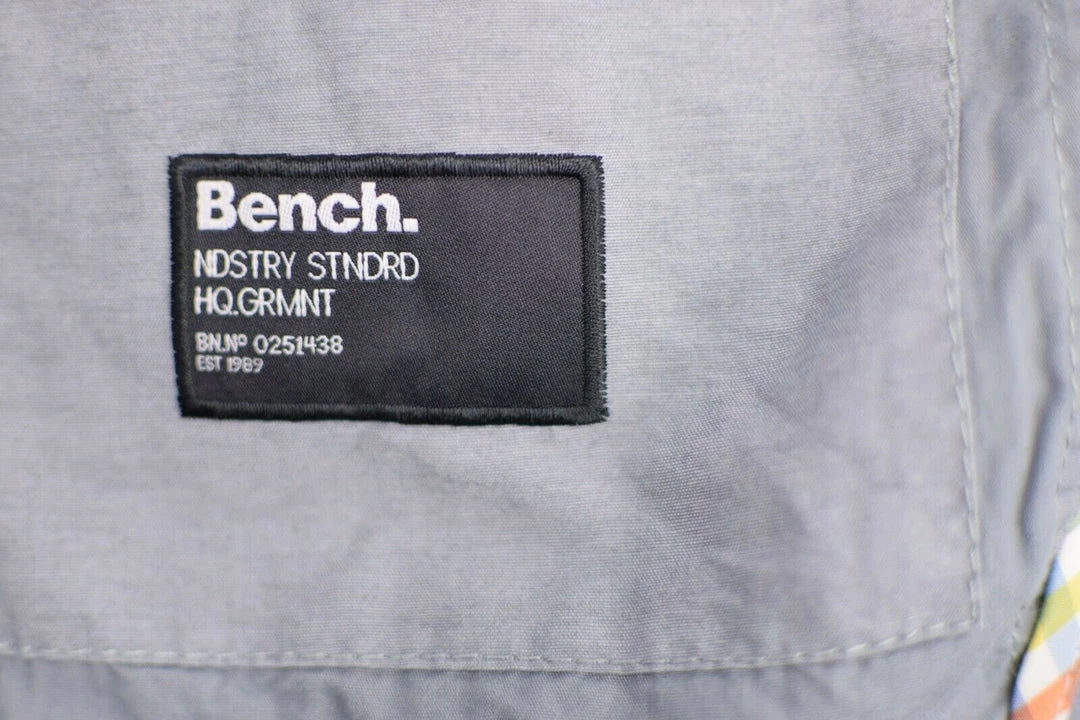 Bench.
NDSTRY STNDRD
HQ.GRMNT
BN.Nº 0251438
EST 1989